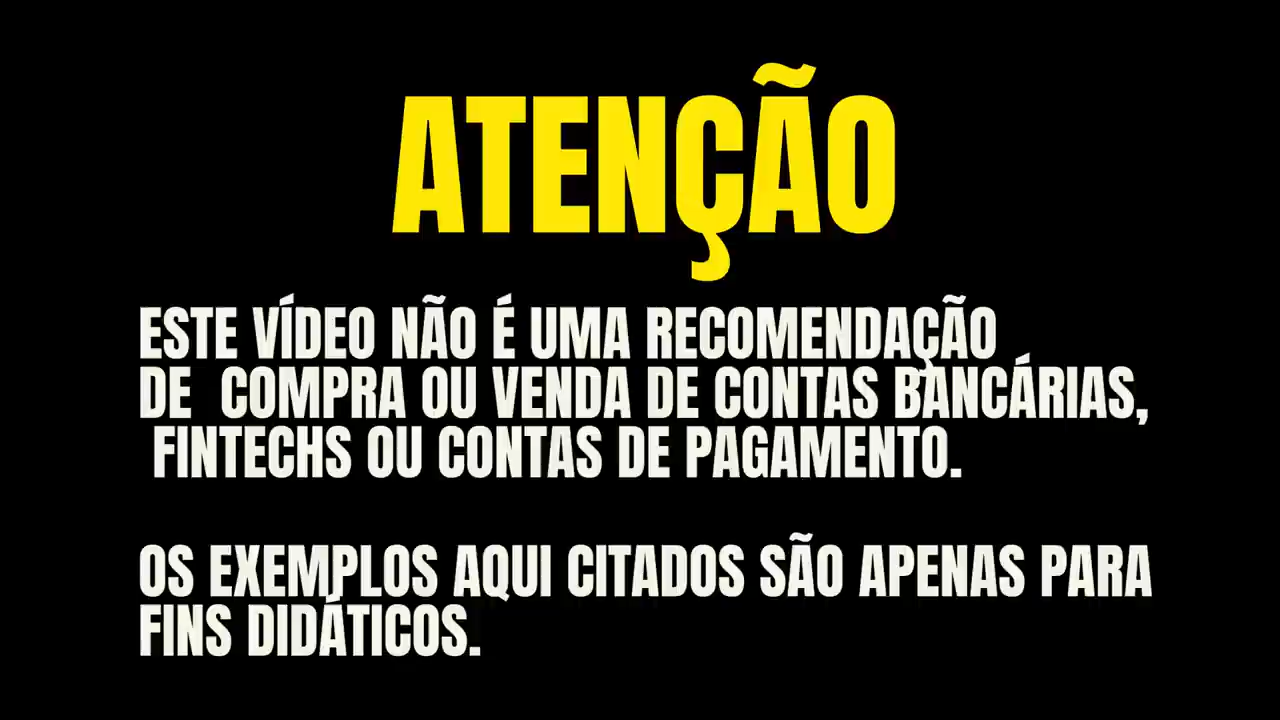 ATENÇÃO
ESTE VÍDEO NÃO É UMA RECOMENDAÇÃO
DE COMPRA OU VENDA DE CONTAS BANCÁRIAS,
FINTECHS OU CONTAS DE PAGAMENTO.
OS EXEMPLOS AQUI CITADOS SÃO APENAS PARA
FINS DIDÁTICOS.